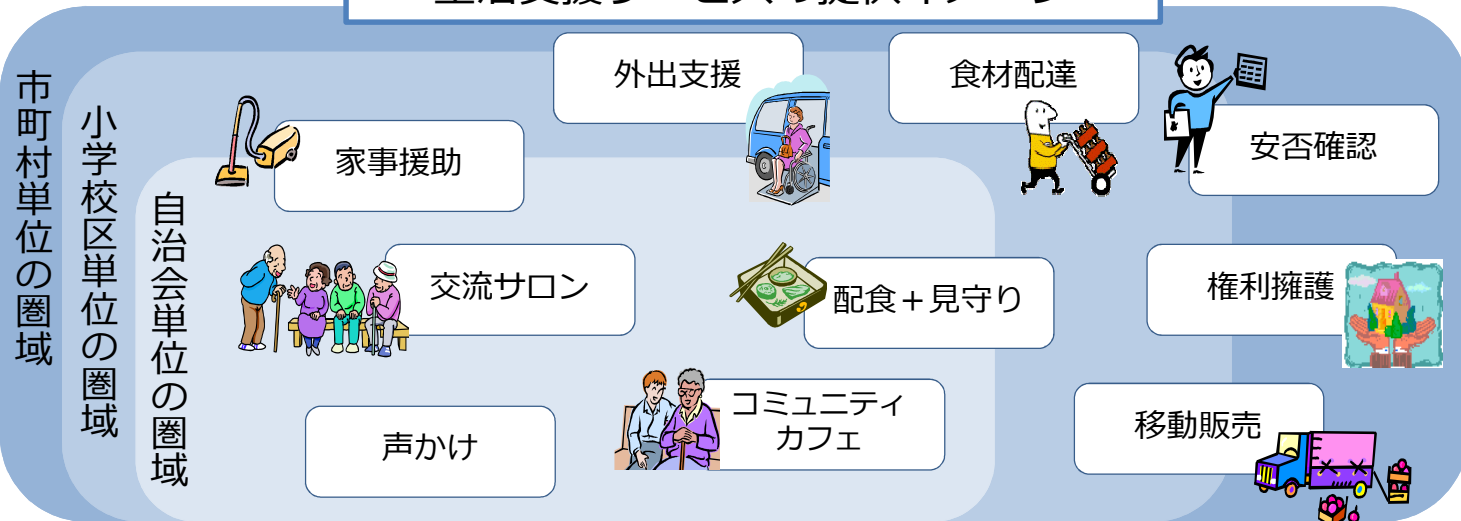 市町村単位の圏域
小学校区単位の圏域
自治会単位の圏域
外出支援
食材配達
安否確認
家事援助
交流サロン
配食＋見守り
権利擁護
声かけ
コミュニティ
カフェ
移動販売